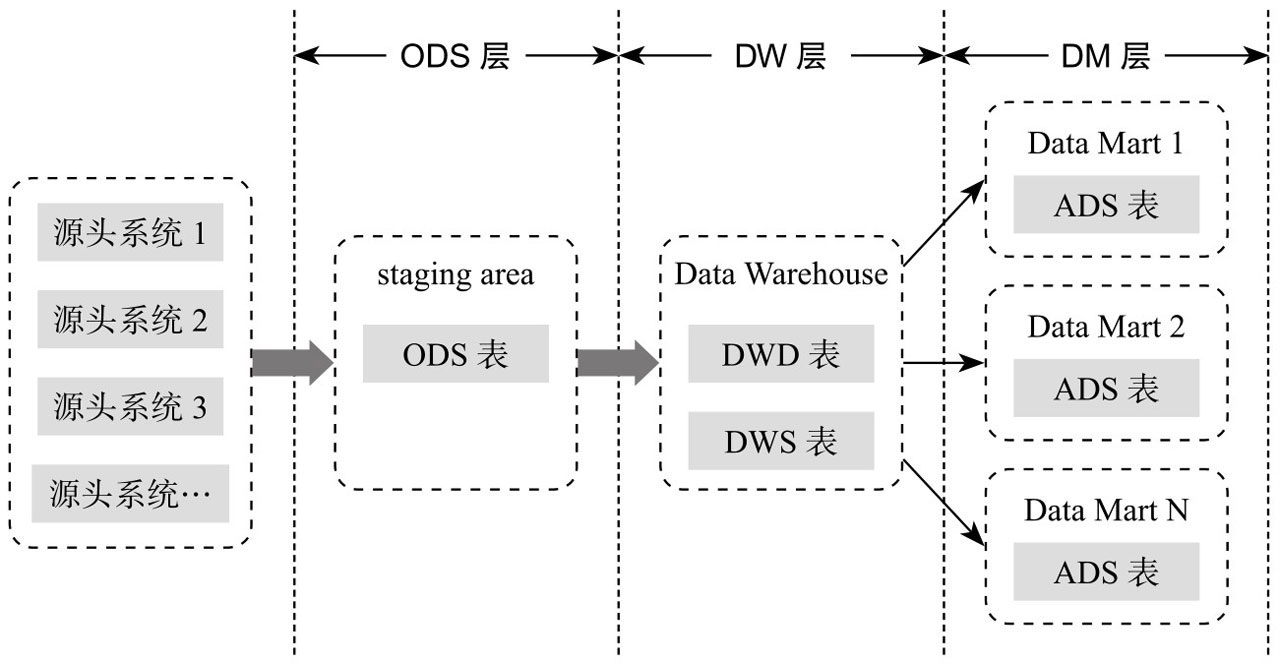 ODS 层
DW 层
DM 层
源头系统 1
源头系统 2
源头系统 3
源头系统…
staging area
ODS 表
Data Warehouse
DWD 表
DWS 表
Data Mart 1
ADS 表
Data Mart 2
ADS 表
Data Mart N
ADS 表